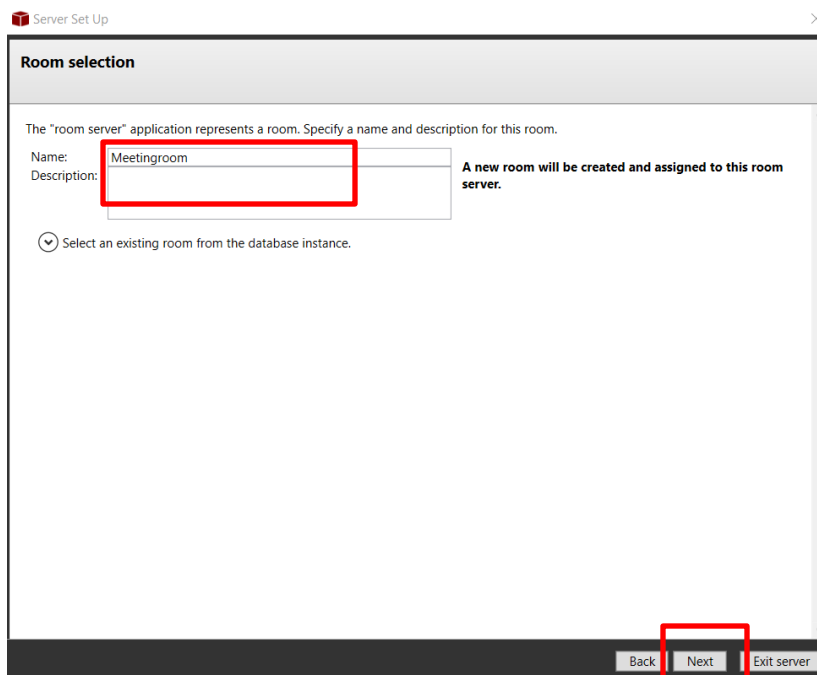 Server Set Up
Room selection
The "room server" application represents a room. Specify a name and description for this room.
Name:
Meetingroom
Description:
A new room will be created and assigned to this room
server.
Select an existing room from the database instance.
Back
Next
Exit server